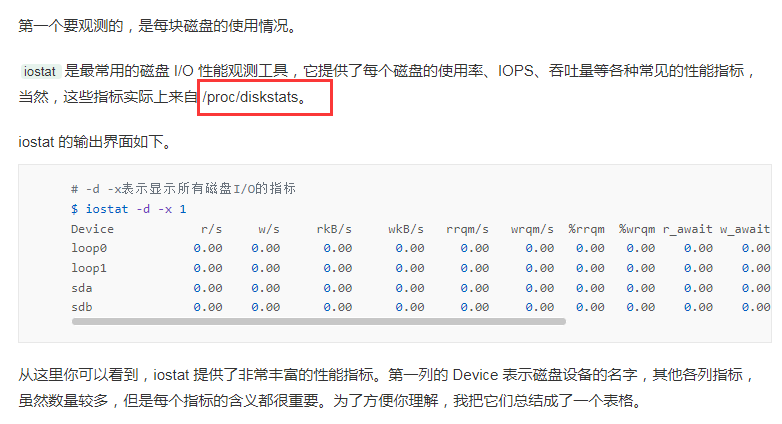 第一个要观测的，是每块磁盘的使用情况。
iostat 是最常用的磁盘 I/O 性能观测工具，它提供了每个磁盘的使用率、IOPS、吞吐量等各种常见的性能指标，
当然，这些指标实际上来自 /proc/diskstats。
iostat 的输出界面如下。
# -d -x表示显示所有磁盘I/O的指标
$ iostat -d -x 1
Device r/s w/s rkB/s wkB/s rrqm/s wrqm/s %rrqm %wrqm r_await w_await
loop0 0.00 0.00 0.00 0.00 0.00 0.00 0.00 0.00 0.00 0.00
loop1 0.00 0.00 0.00 0.00 0.00 0.00 0.00 0.00 0.00 0.00
sda 0.00 0.00 0.00 0.00 0.00 0.00 0.00 0.00 0.00 0.00
sdb 0.00 0.00 0.00 0.00 0.00 0.00 0.00 0.00 0.00 0.00
从这里你可以看到，iostat 提供了非常丰富的性能指标。第一列的 Device 表示磁盘设备的名字，其他各列指标，
虽然数量较多，但是每个指标的含义都很重要。为了方便你理解，我把它们总结成了一个表格。